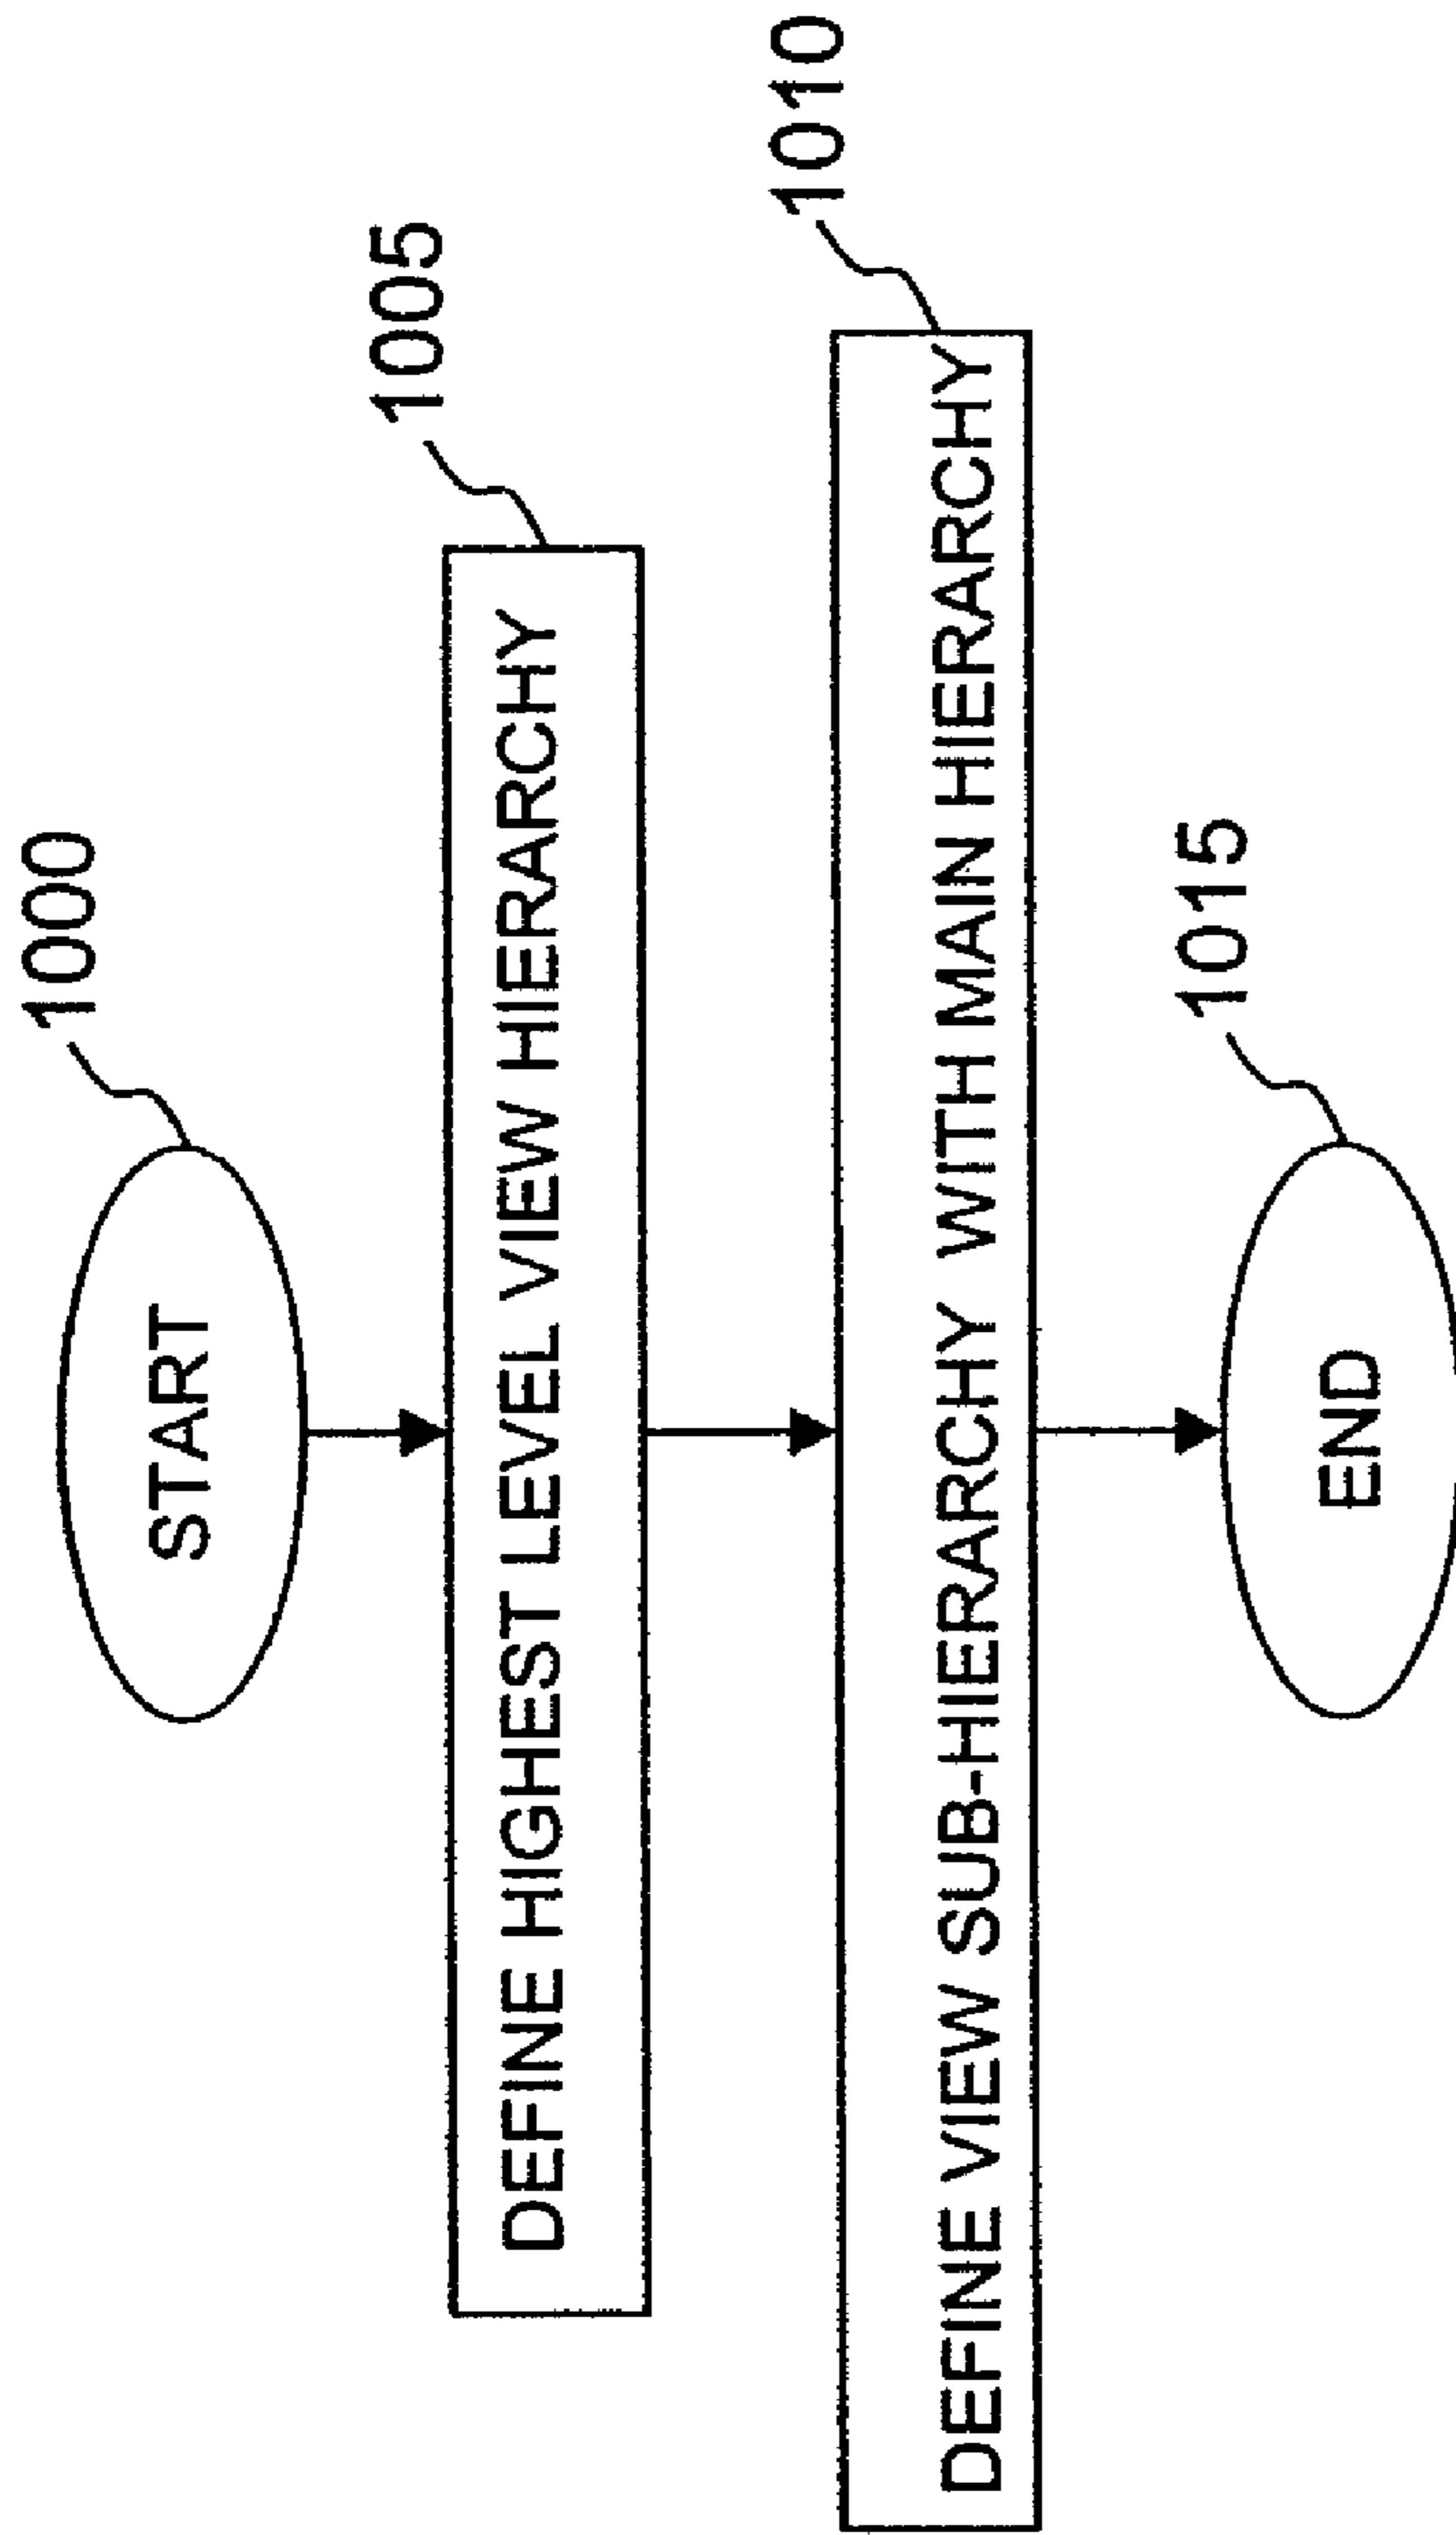 START
1000
DEFINE HIGHEST LEVEL VIEW HIERARCHY
1005
DEFINE VIEW SUB-HIERARCHY WITH MAIN HIERARCHY
1010
END
1015